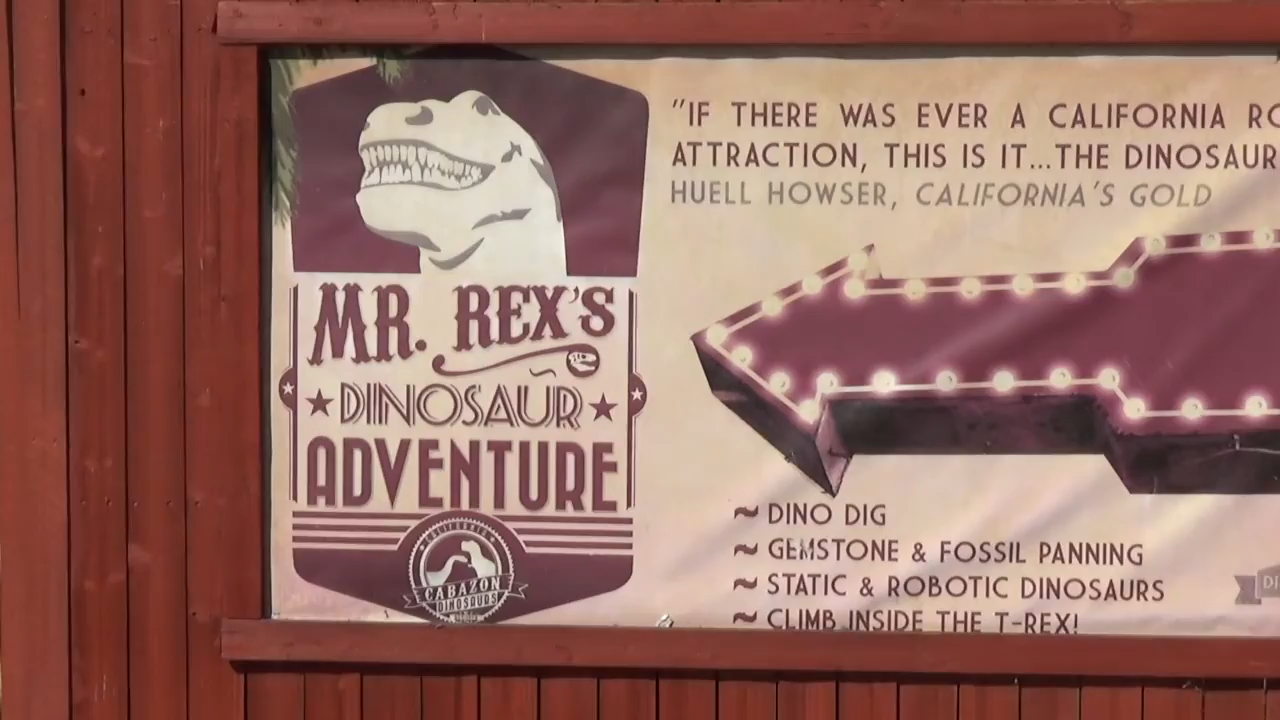 MR. REX'S
DINOSAUR
ADVENTURE
CALIFORNIA
CABAZON
DINOSAURS
"IF THERE WAS EVER A CALIFORNIA
ATTRACTION, THIS IS IT...THE DINOSAUR
HUELL HOWSER, CALIFORNIA'S GOLD
~ DINO DIG
~ GEMSTONE & FOSSIL PANNING
~ STATIC & ROBOTIC DINOSAURS
~ CLIMB INSIDE THE T-REX!